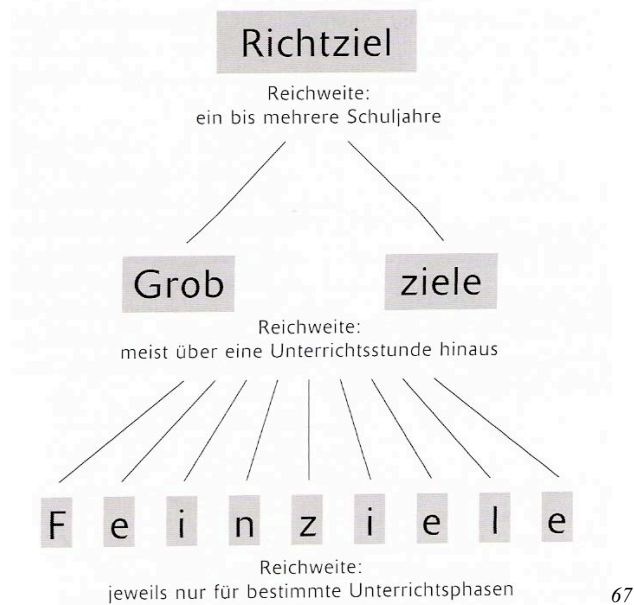 Richtziel
Reichweite:
ein bis mehrere Schuljahre
Grob ziele
Reichweite:
meist über eine Unterrichtsstunde hinaus
F e i n z i e l e
Reichweite:
jeweils nur für bestimmte Unterrichtsphasen
67